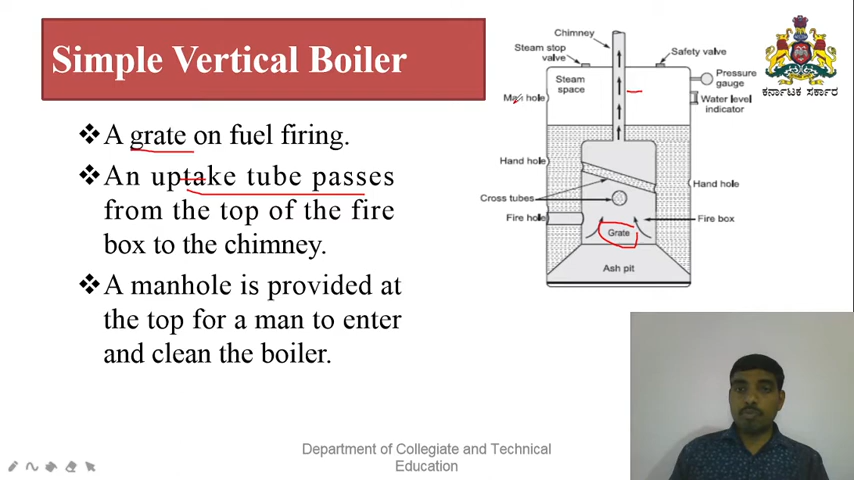 Simple Vertical Boiler
❖A grate on fuel firing.
❖An uptake tube passes
from the top of the fire
box to the chimney.
❖A manhole is provided at
the top for a man to enter
and clean the boiler.
Chimney
Steam stop
valve
Safety valve
Steam
space
Pressure
gauge
Man hole
Water level
indicator
Hand hole
Hand hole
Cross tubes
Fire hole
Fire box
Grate
Ash pit
ಕರ್ನಾಟಕ ಸರ್ಕಾರ
Department of Collegiate and Technical
Education